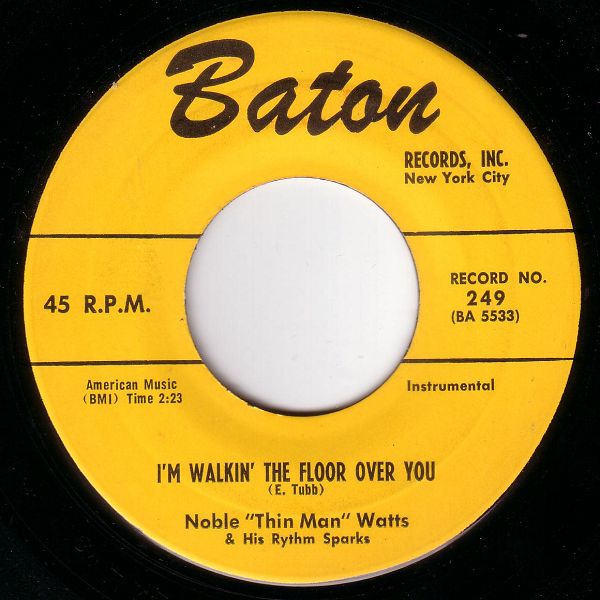 Baton
RECORDS, INC.
New York City
45 R.P.M.
RECORD NO.
249
(BA 5533)
American Music
(BMI) Time 2:23
Instrumental
I'M WALKIN' THE FLOOR OVER YOU
(E. Tubb)
Noble "Thin Man" Watts
& His Rythm Sparks